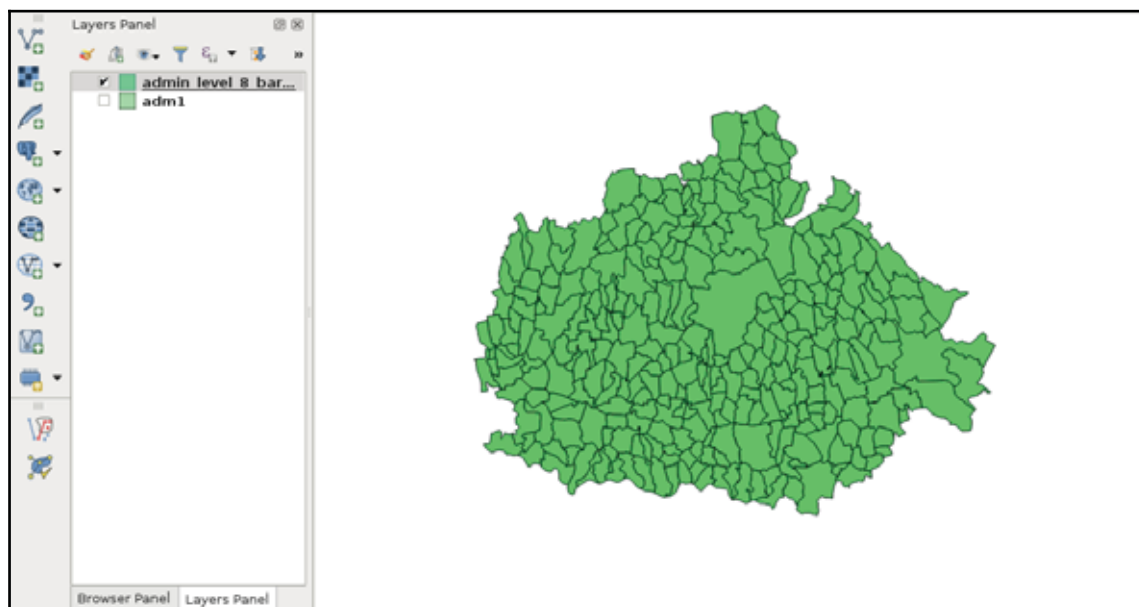 Layers Panel
»
admin_level_8_bar...
adm1
Browser Panel
Layers Panel